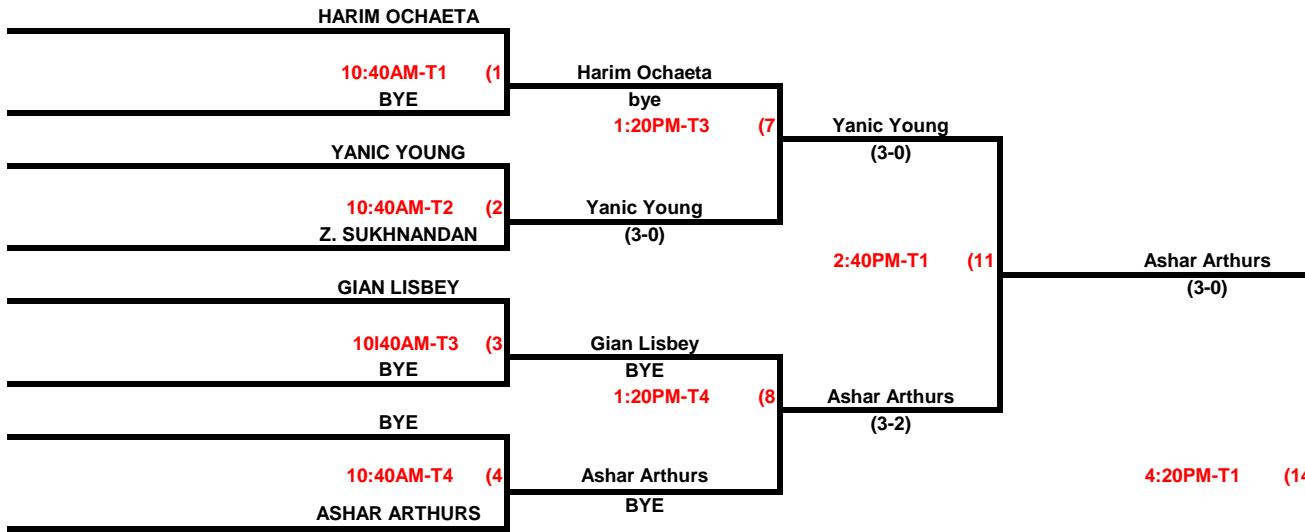 HARIM OCHAETA
10:40AM-T1 (1
BYE
Harim Ochaeta
bye
1:20PM-T3 (7
YANIC YOUNG
10:40AM-T2 (2
Z. SUKHNANDAN
Yanic Young
(3-0)
Yanic Young
(3-0)
2:40PM-T1 (11
GIAN LISBEY
10I40AM-T3 (3
BYE
Gian Lisbey
BYE
1:20PM-T4 (8
BYE
10:40AM-T4 (4
ASHAR ARTHURS
Ashar Arthurs
BYE
Ashar Arthurs
(3-2)
Ashar Arthurs
(3-0)
4:20PM-T1 (14